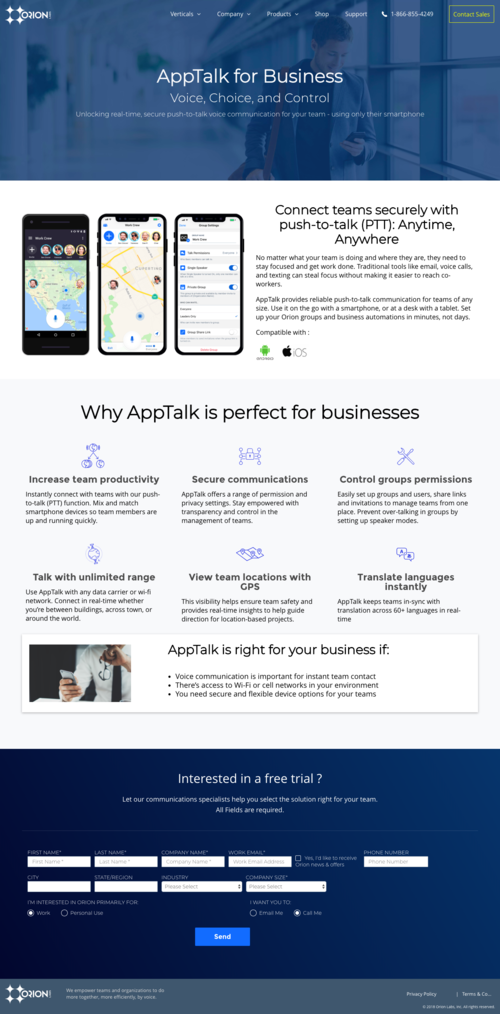 ORION
Verticals
Company
Products
Shop
Support
1-866-855-4249
Contact Sales
AppTalk for Business
Voice, Choice, and Control
Unlocking real-time, secure push-to-talk voice communication for your team - using only their smartphone
Work Crew
Work Crew
Group Settings
Connect teams securely with
push-to-talk (PTT): Anytime,
Anywhere
No matter what your team is doing and where they are, they need to
stay focused and get work done. Traditional tools like email, voice calls,
and texting can steal focus without making it easier to reach co-
workers.
AppTalk provides reliable push-to-talk communication for teams of any
size. Use it on the go with a smartphone, or at a desk with a tablet. Set
up your Orion groups and business automations in minutes, not days.
Compatible with :
iOS
Why AppTalk is perfect for businesses
Increase team productivity
Instantly connect with teams with our push-
to-talk (PTT) function. Mix and match
smartphone devices so team members are
up and running quickly.
Secure communications
AppTalk offers a range of permission and
privacy settings. Stay empowered with
transparency and control in the
management of teams.
Control groups permissions
Easily set up groups and users, share links
and invitations to manage teams from one
place. Prevent over-talking in groups by
setting up speaker modes.
Talk with unlimited range
Use AppTalk with any data carrier or wi-fi
network. Connect in real-time whether
you're between buildings, across town, or
around the world.
View team locations with
GPS
This visibility helps ensure team safety and
provides real-time insights to help guide
direction for location-based projects.
Translate languages
instantly
AppTalk keeps teams in-sync with
translation across 60+ languages in real-
time
AppTalk is right for your business if:
Voice communication is important for instant team contact
There's access to Wi-Fi or cell networks in your environment
You need secure and flexible device options for your teams
Interested in a free trial ?
Let our communications specialists help you select the solution right for your team.
All Fields are required.
FIRST NAME*
LAST NAME*
COMPANY NAME*
WORK EMAIL*
PHONE NUMBER
First Name *
Last Name *
Company Name *
Work Email Address
Yes, I'd like to receive
Orion news & offers
Phone Number
CITY
STATE/REGION
INDUSTRY
COMPANY SIZE*
Please Select
Please Select
I'M INTERESTED IN ORION PRIMARILY FOR:
I WANT YOU TO:
Work
Personal Use
Email Me
Call Me
Send
ORION
We empower teams and organizations to do
more together, more efficiently, by voice.
Privacy Policy
| Terms & Co...
© 2019 Orion Labs, Inc. All rights reserved